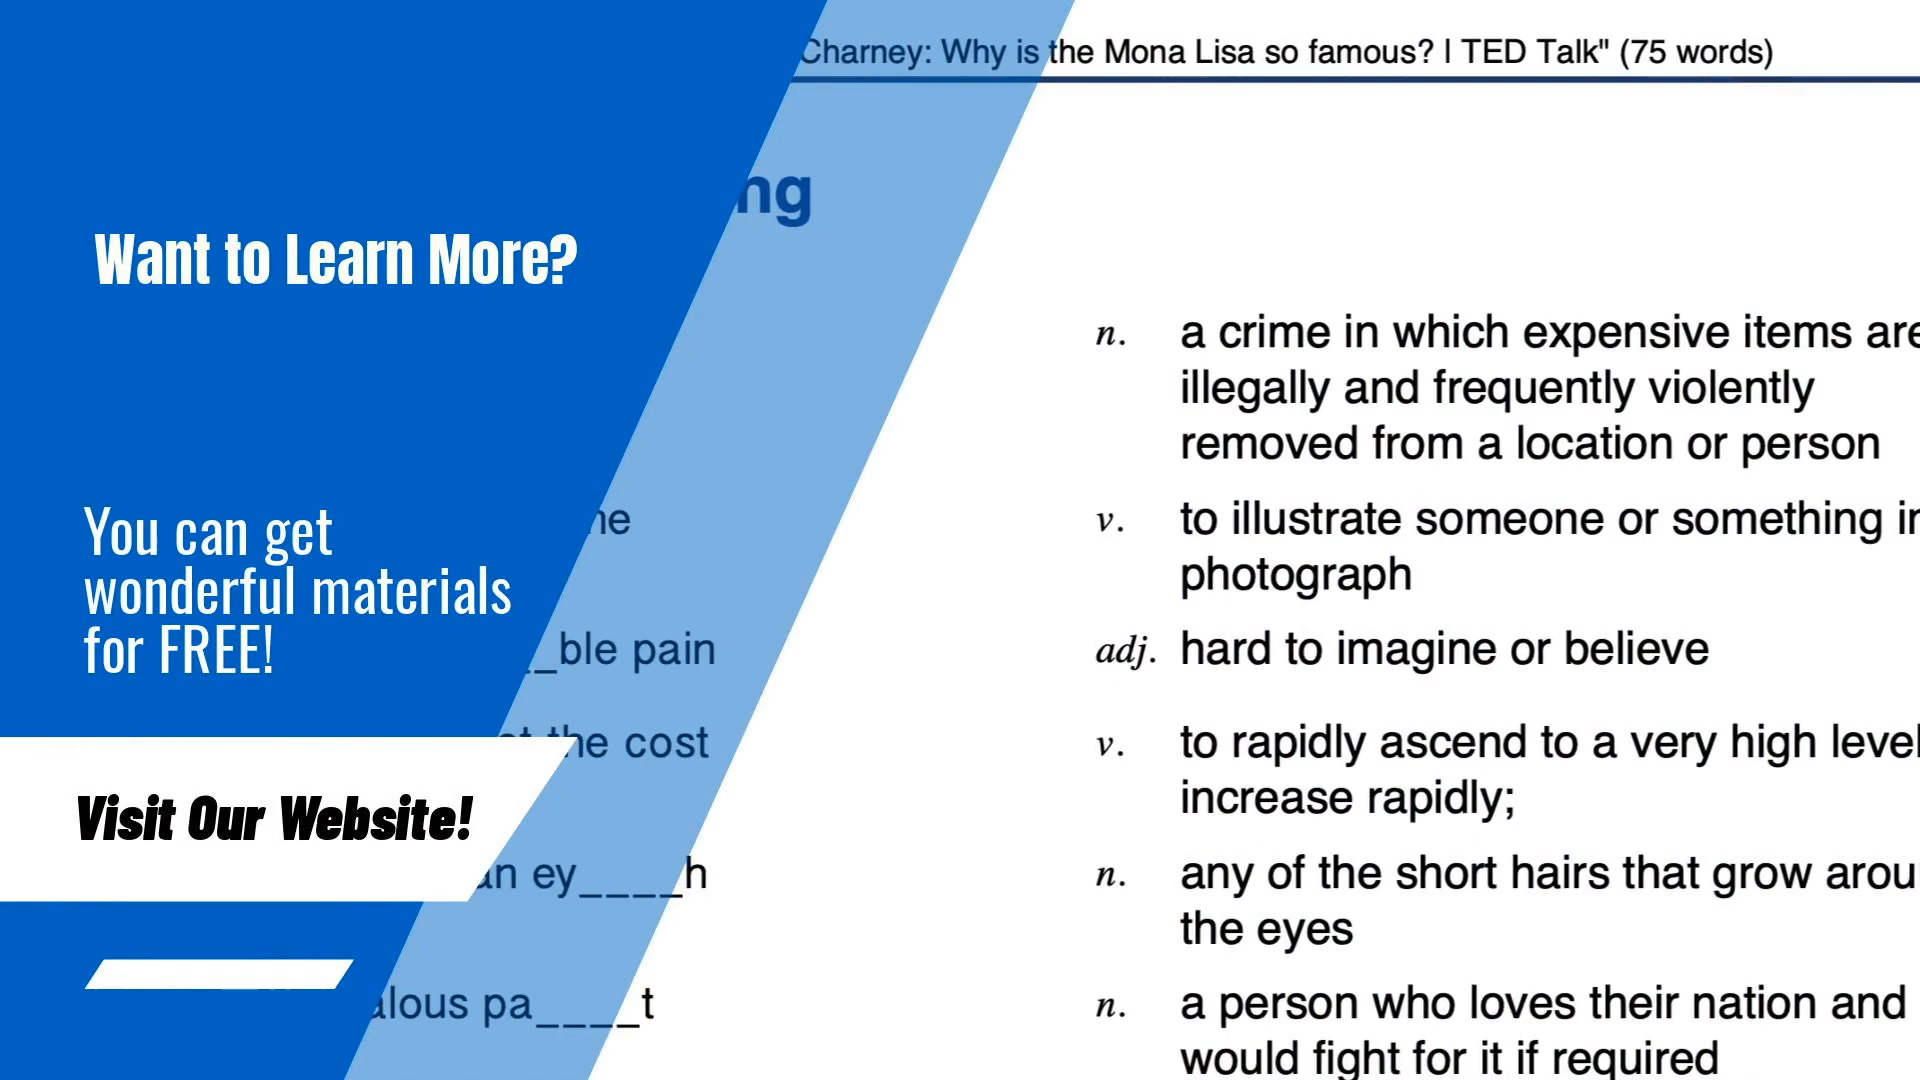 Charney: Why is the Mona Lisa so famous? | TED Talk" (75 words)
Want to Learn More?
You can get
wonderful materials
for FREE!
Visit Our Website!
n. a crime in which expensive items are
illegally and frequently violently
removed from a location or person
v. to illustrate someone or something in
photograph
_ble pain
adj. hard to imagine or believe
the cost
v. to rapidly ascend to a very high level
increase rapidly;
an ey____h
n. any of the short hairs that grow
the eyes
pa____t
n. a person who loves their nation and
would fight for it if required